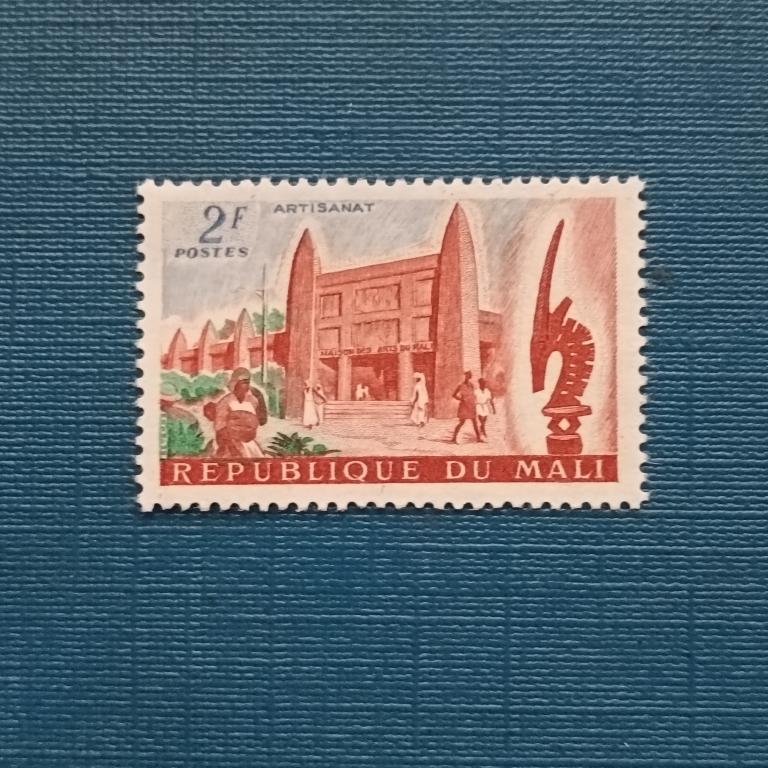 2F
ARTISANAT
POSTES
MAISON DES ARTS DU MALI
REPUBLIQUE DU MALI